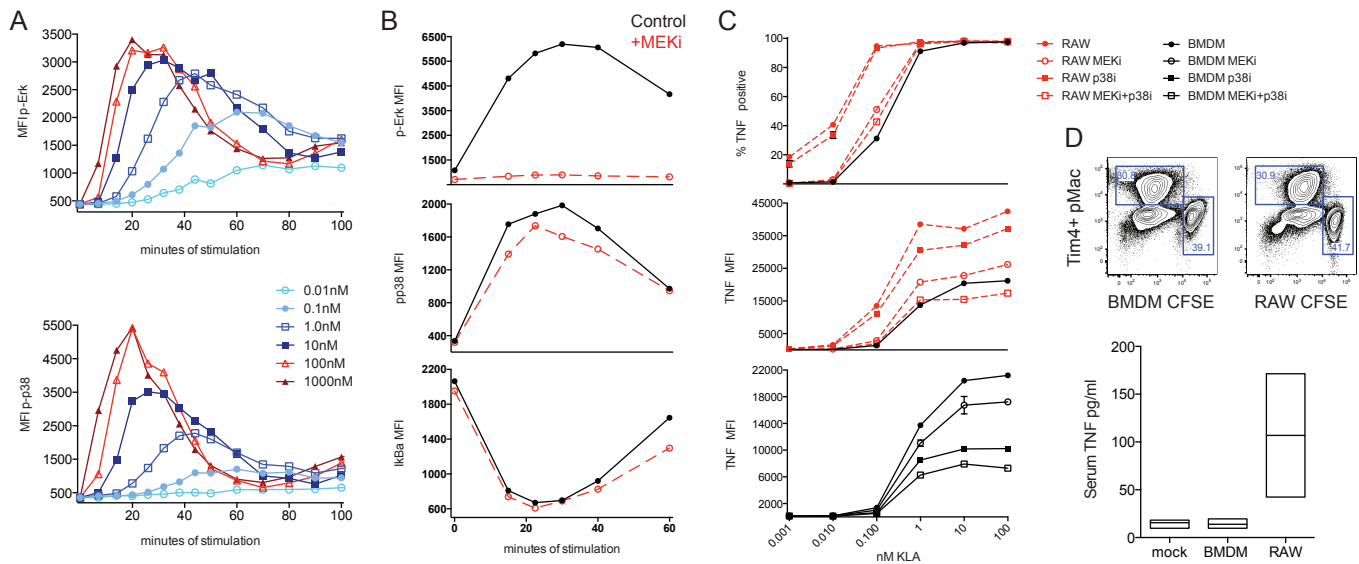 A
MFI p-Erk
3500
3000
2500
2000
1500
1000
500
20
40
60
80
100
minutes of stimulation
MFI p-p38
5500
4500
3500
2500
1500
500
0.01nM
0.1nM
1.0nM
10nM
100nM
1000nM
20
40
60
80
100
minutes of stimulation
B
Control
+MEKi
p-Erk MFI
6500
5500
4500
3500
2500
1500
500
pp38 MFI
2000
1600
1200
800
400
IkBa MFI
2200
1800
1400
1000
600
0
20
40
60
minutes of stimulation
C
% TNF positive
100
80
60
40
20
TNF MFI
45000
35000
25000
15000
5000
TNF MFI
22000
18000
14000
10000
6000
2000
0.001
0.010
0.100
1
10
100
nM KLA
RAW
RAW MEKi
RAW p38i
RAW MEKi+p38i
BMDM
BMDM MEKi
BMDM p38i
BMDM MEKi+p38i
D
Tim4+ pMac
30.8
39.1
BMDM CFSE
30.9
41.7
RAW CFSE
Serum TNF pg/ml
200
150
100
50
0
mock
BMDM
RAW